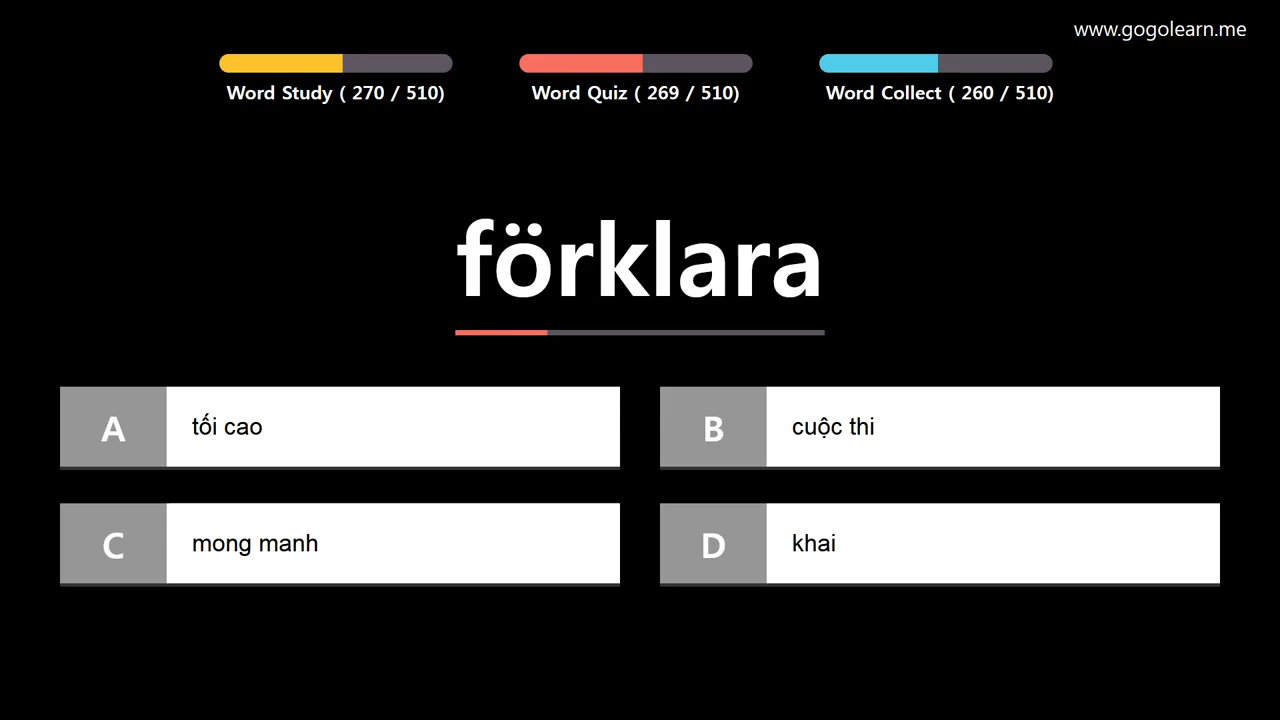 www.gogolearn.me
Word Study ( 270 / 510)
Word Quiz ( 269 / 510)
Word Collect ( 260 / 510)
förklara
A tối cao
B cuộc thi
C mong manh
D khai